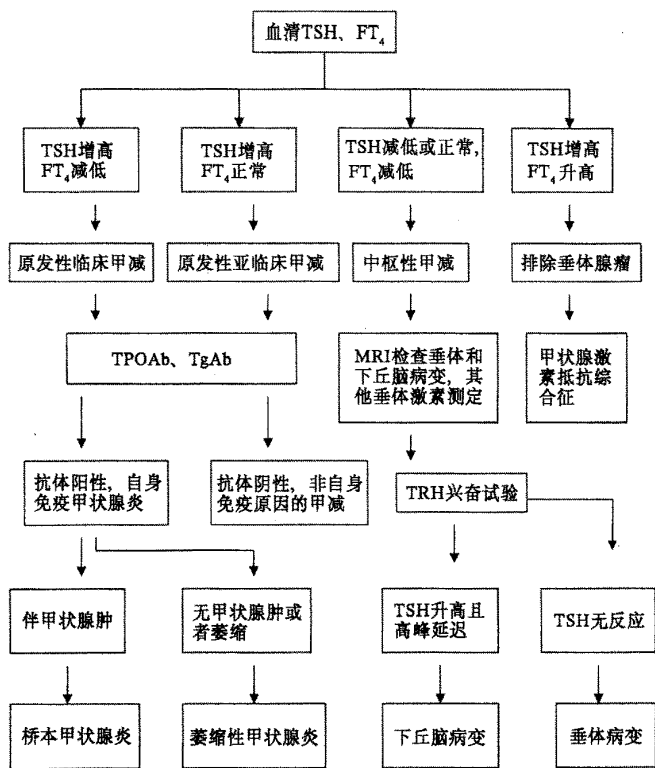 血清TSH、FT₄
TSH增高
FT₄减低
TSH增高
FT₄正常
TSH减低或正常,
FT₄减低
TSH增高
FT₄升高
原发性临床甲减
原发性亚临床甲减
中枢性甲减
排除垂体腺瘤
TPOAb、TgAb
MRI检查垂体和
下丘脑病变，其
他垂体激素测定
甲状腺激
素抵抗综
合征
抗体阳性，自身
免疫甲状腺炎
抗体阴性，非自身
免疫原因的甲减
TRH兴奋试验
伴甲状腺肿
无甲状腺肿或
者萎缩
TSH升高且
高峰延迟
TSH无反应
桥本甲状腺炎
萎缩性甲状腺炎
下丘脑病变
垂体病变